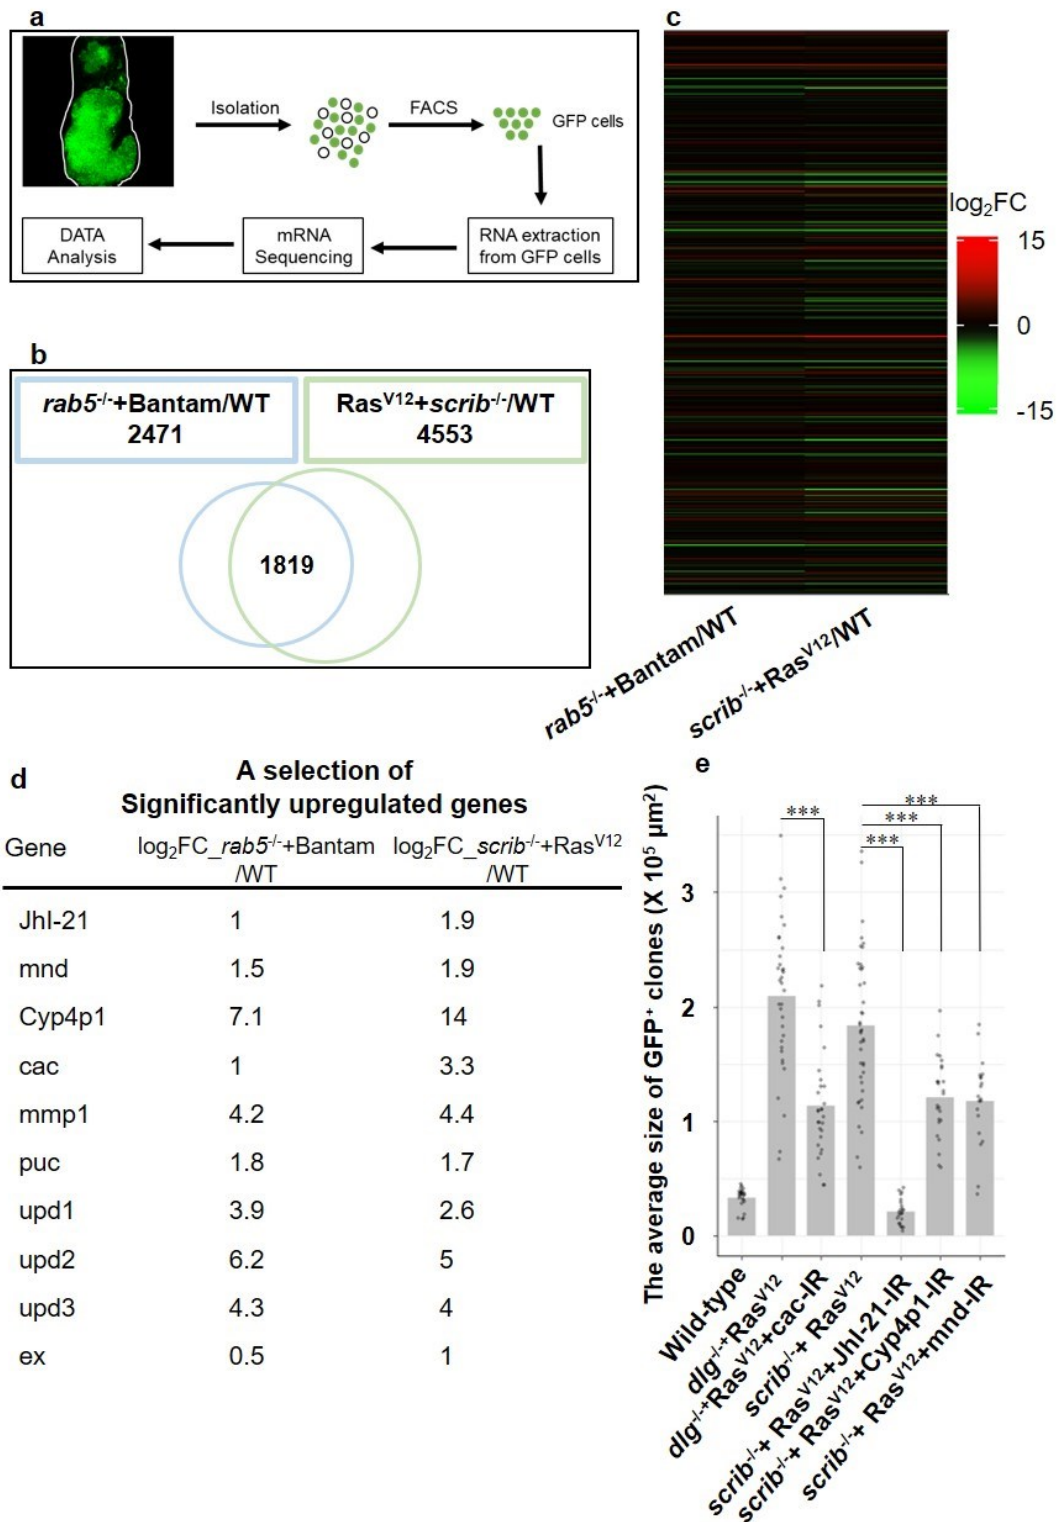 a
Isolation
FACS
GFP cells
RNA extraction
from GFP cells
mRNA
Sequencing
DATA
Analysis
b
rab5-/-+Bantam/WT
2471
RasV12+scrib-/-/WT
4553
1819
c
log2FC
15
0
-15
rab5-/-+Bantam/WT
scrib-/-+RasV12/WT
d
A selection of
Significantly upregulated genes
Gene log2FC_rab5-/-+Bantam log2FC_scrib-/-+RasV12
/WT /WT
JhI-21 1 1.9
mnd 1.5 1.9
Cyp4p1 7.1 14
cac 1 3.3
mmp1 4.2 4.4
puc 1.8 1.7
upd1 3.9 2.6
upd2 6.2 5
upd3 4.3 4
ex 0.5 1
e
The average size of GFP+ clones (X 10⁵ µm²)
***
***
***
***
3
2
1
0
Wild-type
dlg-/-+RasV12
dlg-/-+RasV12+cac-IR
scrib-/-+ RasV12
scrib-/-+ RasV12+JhI-21-IR
scrib-/-+ RasV12+Cyp4p1-IR
scrib-/-+ RasV12+mnd-IR